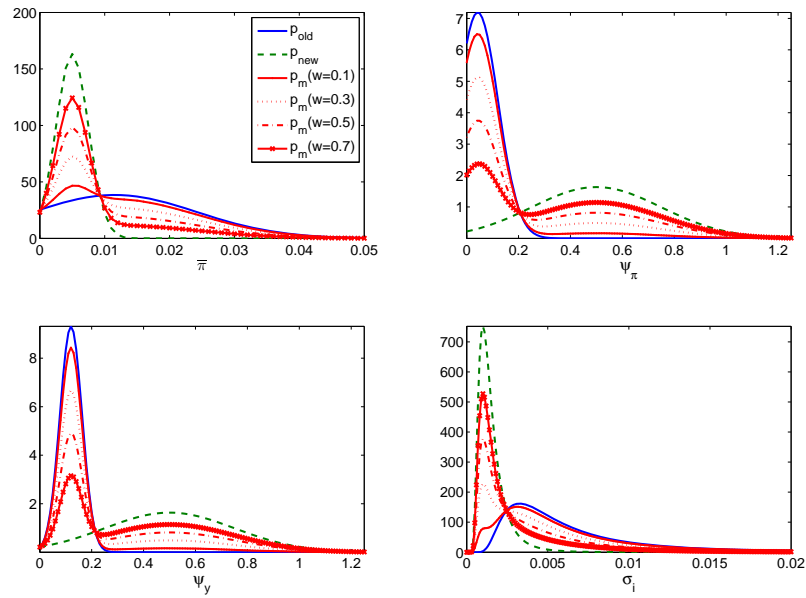 200
150
100
50
0
p_old
p_new
p_m(w=0.1)
p_m(w=0.3)
p_m(w=0.5)
p_m(w=0.7)
0 0.01 0.02 0.03 0.04 0.05
π̅
7
6
5
4
3
2
1
0
0 0.2 0.4 0.6 0.8 1 1.2
ψ_π
8
6
4
2
0
0 0.2 0.4 0.6 0.8 1 1.2
ψ_y
700
600
500
400
300
200
100
0
0 0.005 0.01 0.015 0.02
σ_i